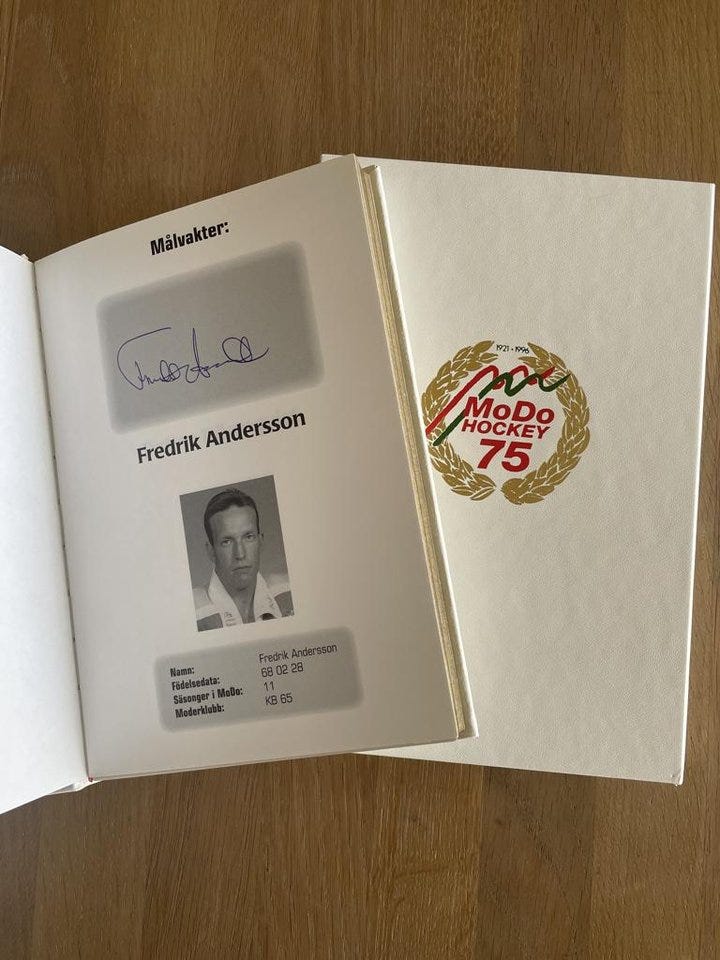 Målvakter:
Fredrik Andersson
Namn: Fredrik Andersson
Födelsedata: 68 02 28
Säsonger i MoDo: 11
Moderklubb: KB 65
1921 • 1996
MoDo
HOCKEY
75